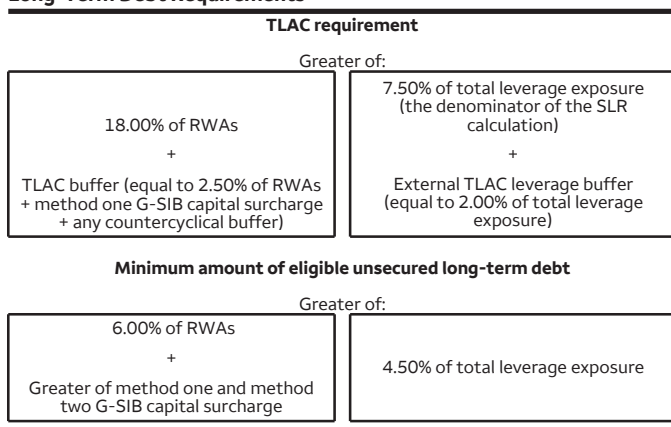 Long-Term Debt Requirements
TLAC requirement
Greater of:
18.00% of RWAs
+
TLAC buffer (equal to 2.50% of RWAs
+ method one G-SIB capital surcharge
+ any countercyclical buffer)
7.50% of total leverage exposure
(the denominator of the SLR
calculation)
+
External TLAC leverage buffer
(equal to 2.00% of total leverage
exposure)
Minimum amount of eligible unsecured long-term debt
Greater of:
6.00% of RWAs
+
Greater of method one and method
two G-SIB capital surcharge
4.50% of total leverage exposure